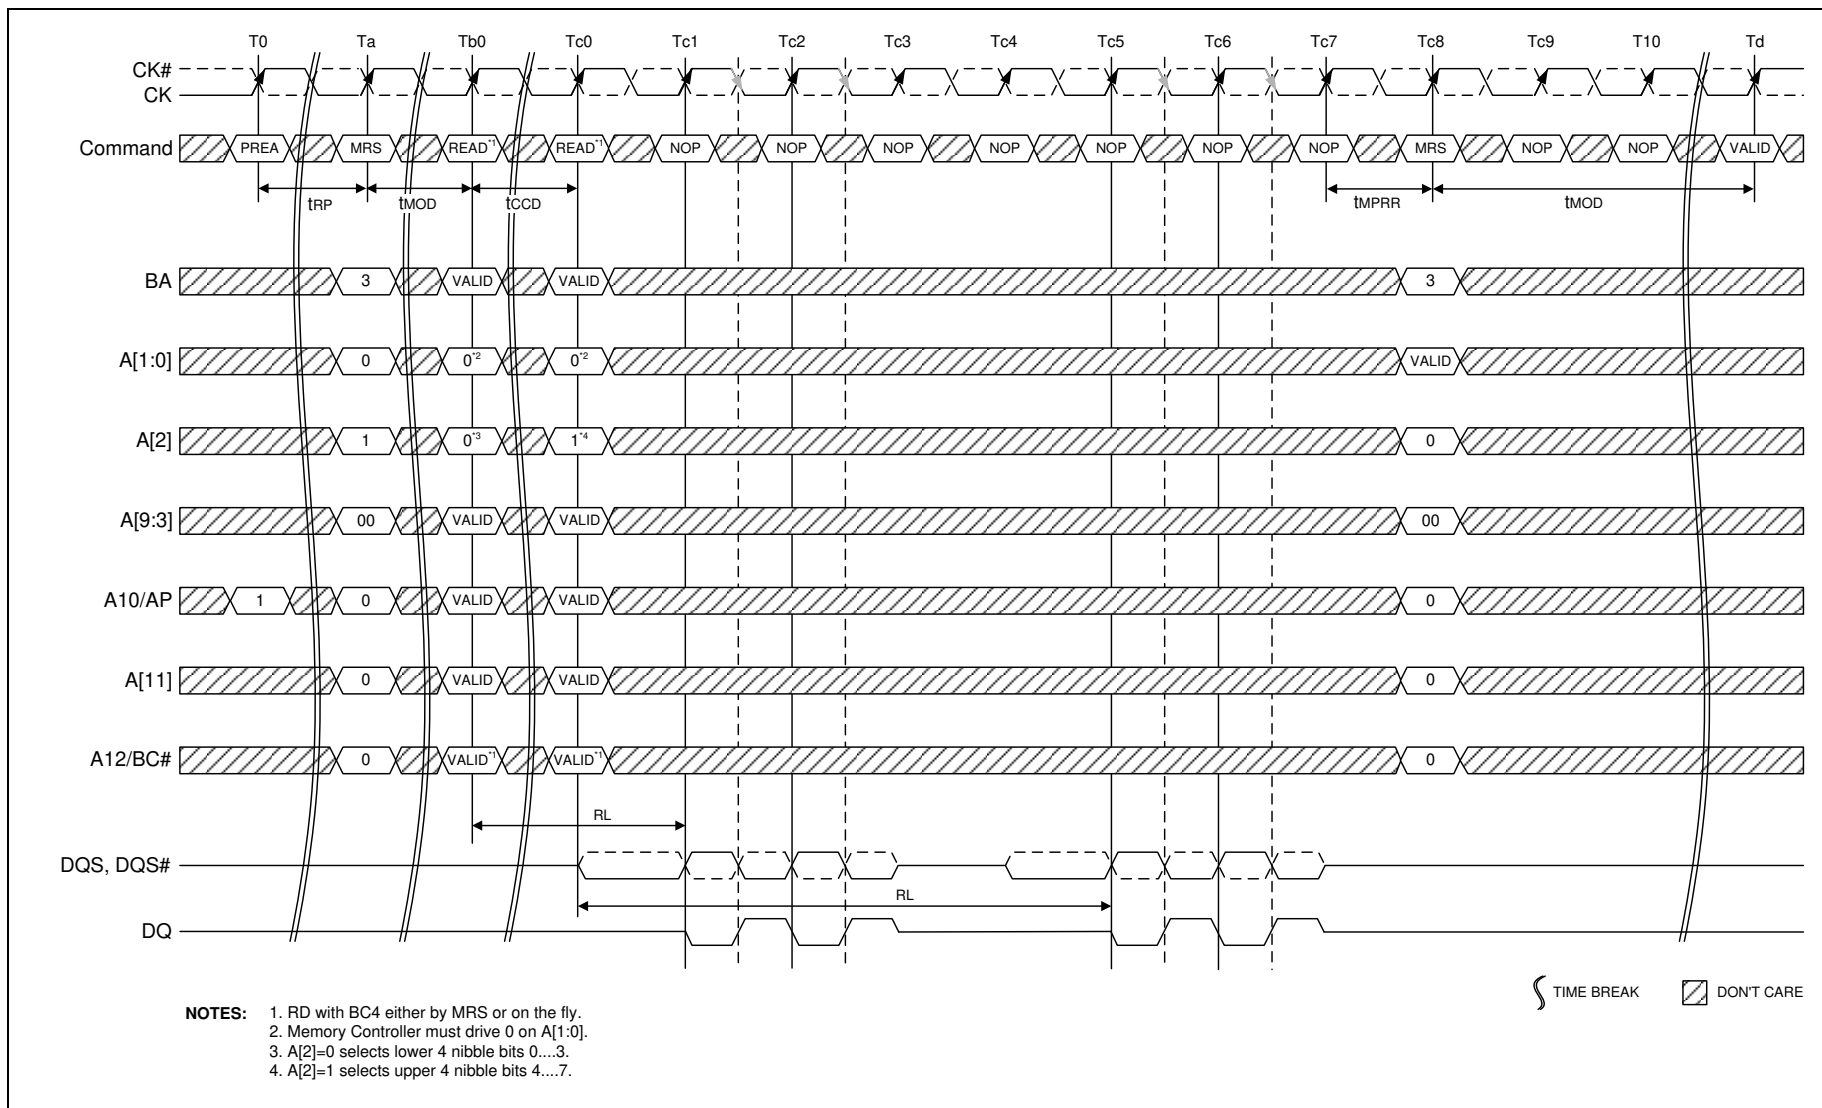 T0 Ta Tb0 Tc0 Tc1 Tc2 Tc3 Tc4 Tc5 Tc6 Tc7 Tc8 Tc9 T10 Td
CK#
CK
Command PREA MRS READ*1 READ*1 NOP NOP NOP NOP NOP NOP NOP MRS NOP NOP VALID
tRP tMOD tCCD tMPRR tMOD
BA 3 VALID VALID 3
A[1:0] 0 0*2 0*2 VALID
A[2] 1 0*3 1*4 0
A[9:3] 00 VALID VALID 00
A10/AP 1 0 VALID VALID 0
A[11] 0 VALID VALID 0
A12/BC# 0 VALID*1 VALID*1 0
RL
DQS, DQS#
RL
DQ
TIME BREAK DON'T CARE
NOTES: 1. RD with BC4 either by MRS or on the fly.
2. Memory Controller must drive 0 on A[1:0].
3. A[2]=0 selects lower 4 nibble bits 0....3.
4. A[2]=1 selects upper 4 nibble bits 4....7.